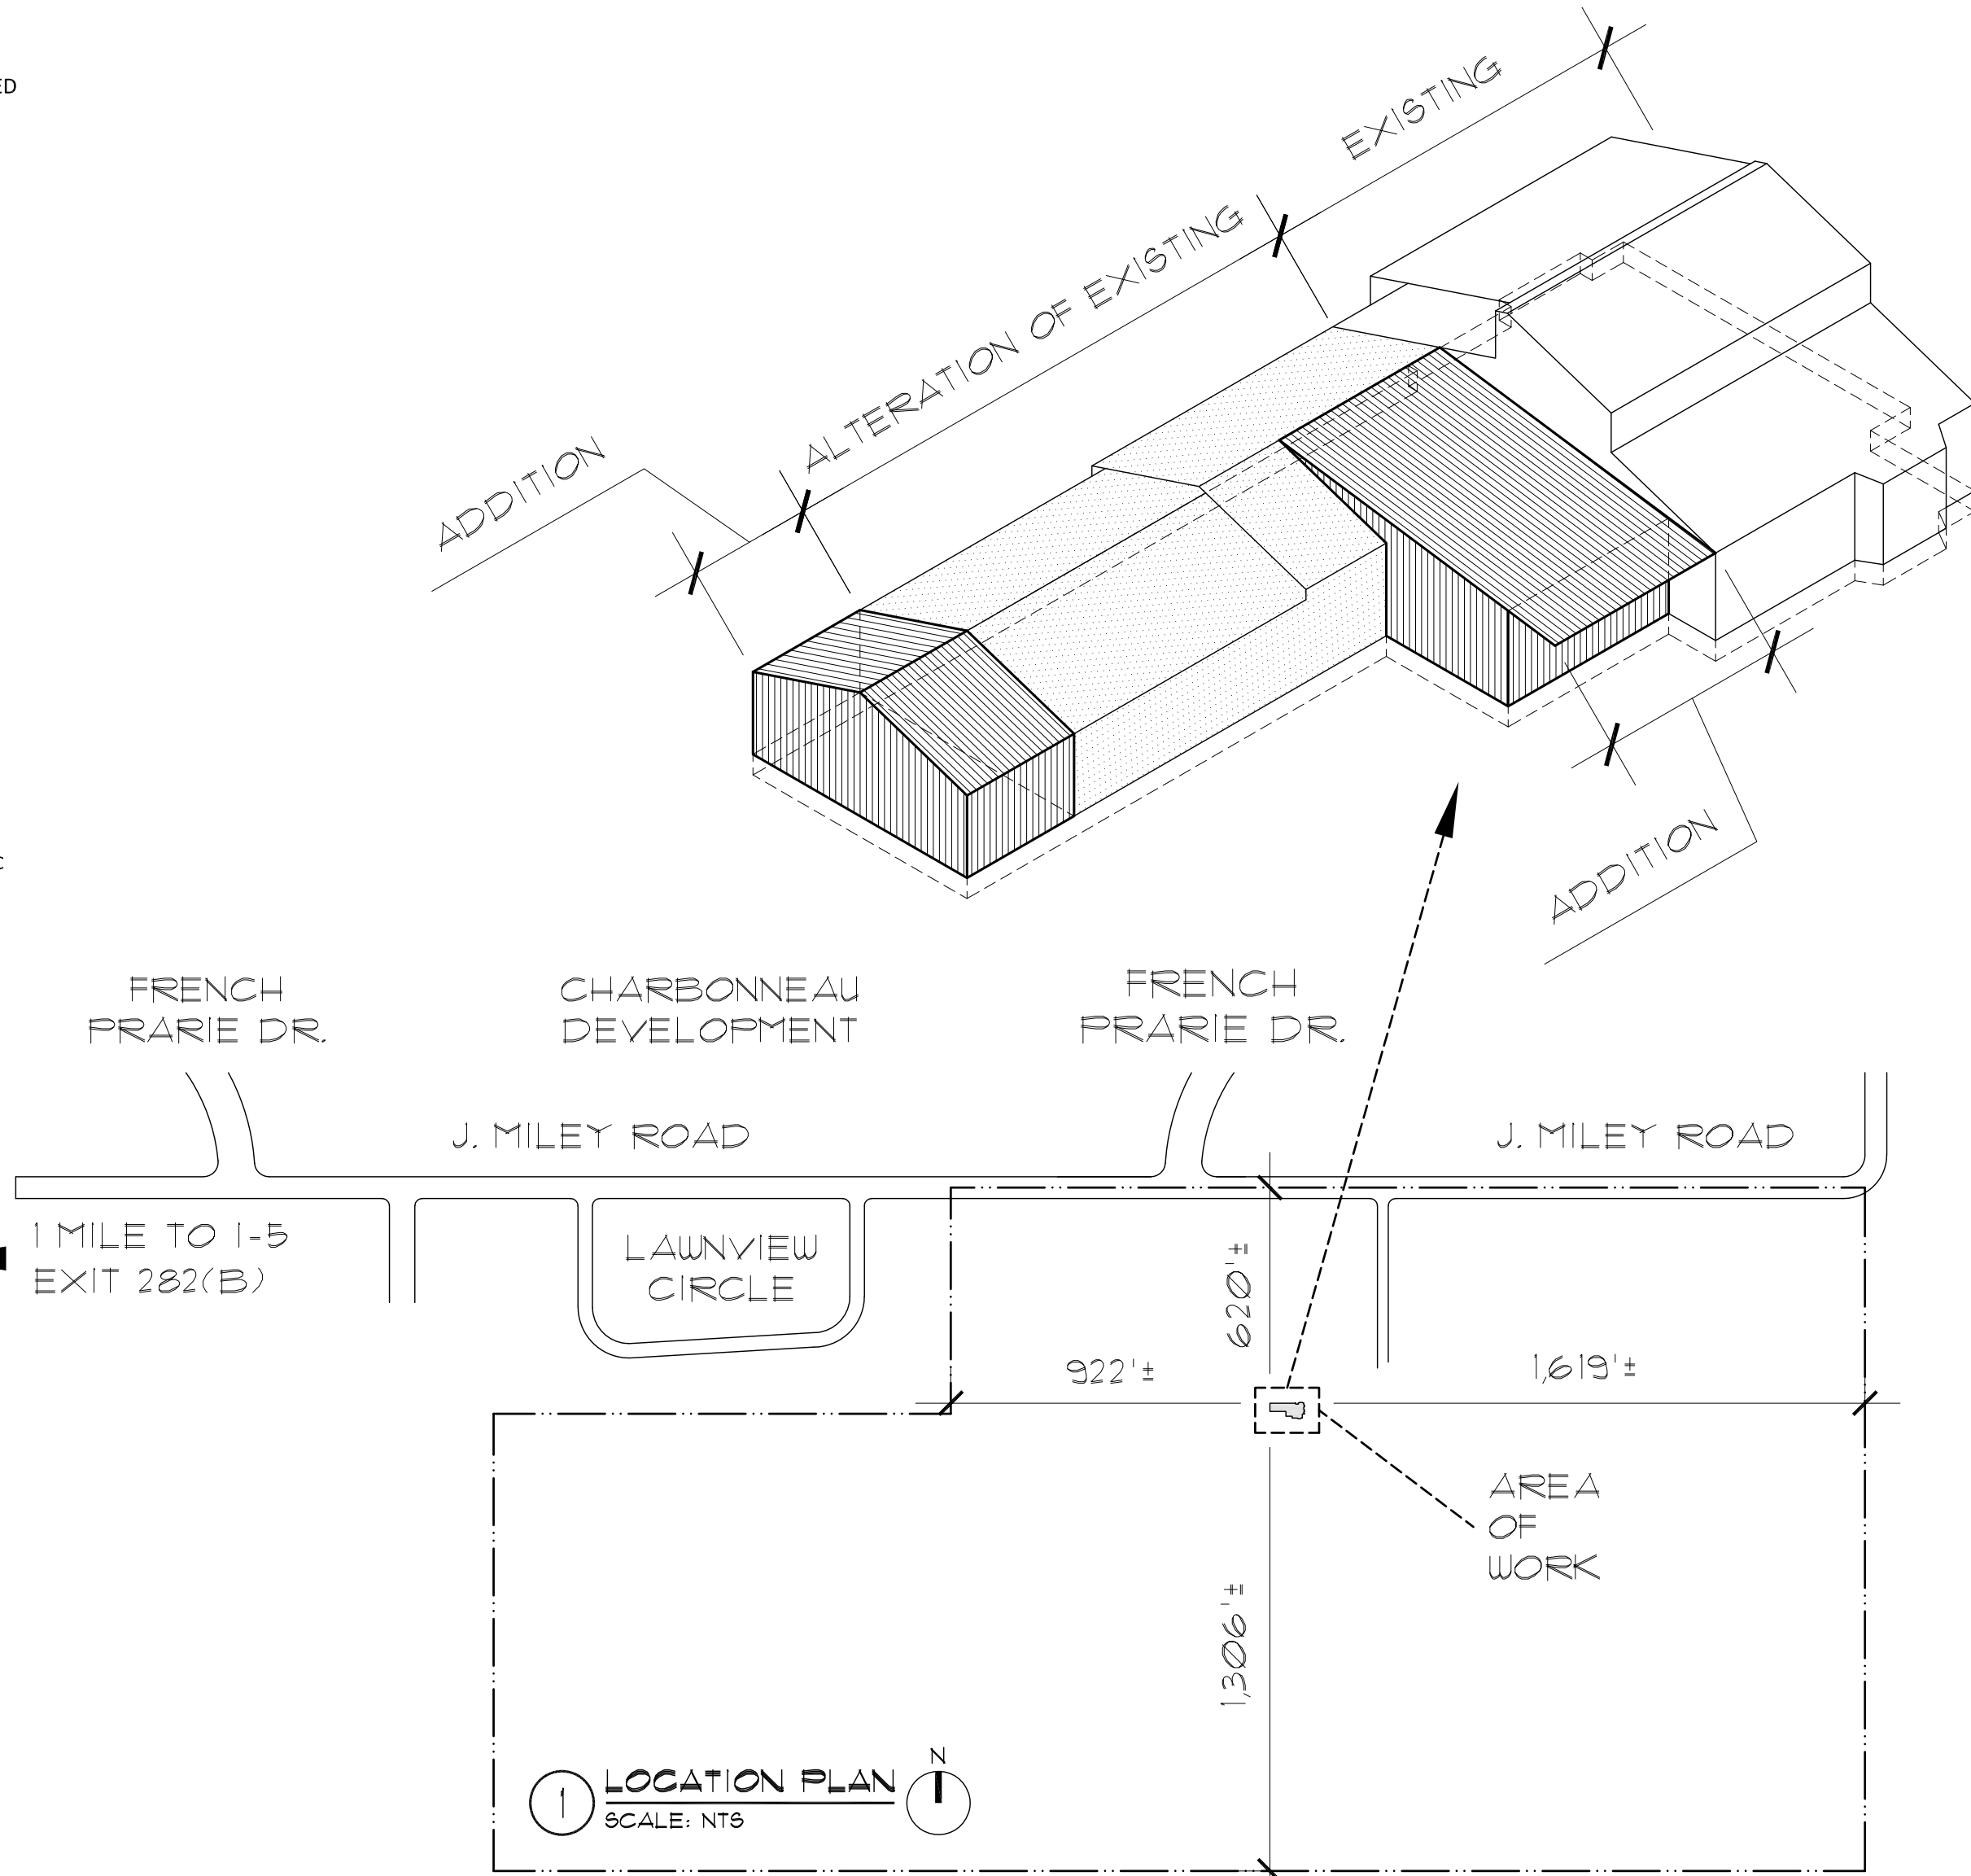 ED
EXISTING
ALTERATION OF EXISTING
ADDITION
ADDITION
C
FRENCH
PRARIE DR.
CHARBONNEAU
DEVELOPMENT
FRENCH
PRARIE DR.
J. MILEY ROAD
J. MILEY ROAD
1 MILE TO I-5
EXIT 282(B)
LAWNVIEW
CIRCLE
620'±
922'±
1,619'±
AREA
OF
WORK
1,306'±
N
1
LOCATION PLAN
SCALE: NTS